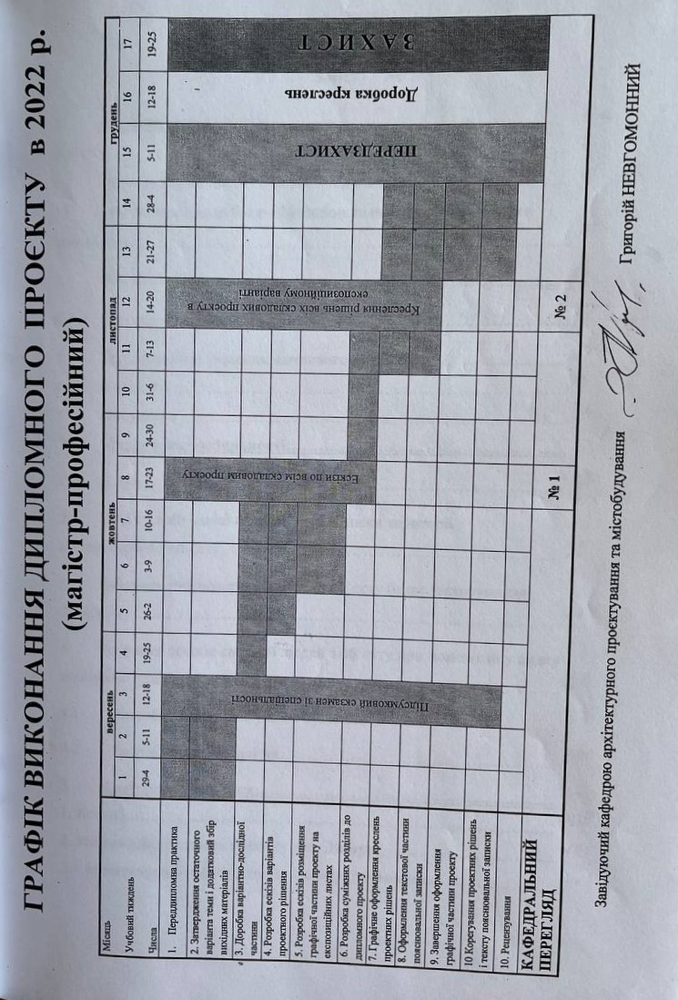 ГРАФІК ВИКОНАННЯ ДИПЛОМНОГО ПРОЄКТУ в 2022 р.
(магістр-професійний)
Місяць вересень жовтень листопад грудень
Учбовий тиждень 1 2 3 4 5 6 7 8 9 10 11 12 13 14 15 16 17
Числа 29-4 5-11 12-18 19-25 26-2 3-9 10-16 17-23 24-30 31-6 7-13 14-20 21-27 28-4 5-11 12-18 19-25
1. Переддипломна практика
2. Затвердження остаточного
варіанта теми і додатковий збір
вихідних матеріалів
3. Доробка варіантно-дослідної
частини
4. Розробка ескізів варіантів
проектного рішення
5. Розробка ескізів розміщення
графічної частини проекту на
експозиційних листах
6. Розробка суміжних розділів до
дипломного проекту
7. Графічне оформлення креслень
проектних рішень
8. Оформлення текстової частини
пояснювальної записки
9. Завершення оформлення
графічної частини проекту
10 Корегування проектних рішень
і тексту пояснювальної записки
10. Рецензування
Підсумковий екзамен зі спеціальності
Ескізи по всім складовим проекту
Креслення рішень всіх складових проекту в
експозиційному варіанті
ПЕРЕДЗАХИСТ
Доробка креслень
ЗАХИСТ
КАФЕДРАЛЬНИЙ
ПЕРЕГЛЯД
№ 1
№ 2
Завідуючий кафедрою архітектурного проєктування та містобудування Григорій НЕВГОМОННИЙ